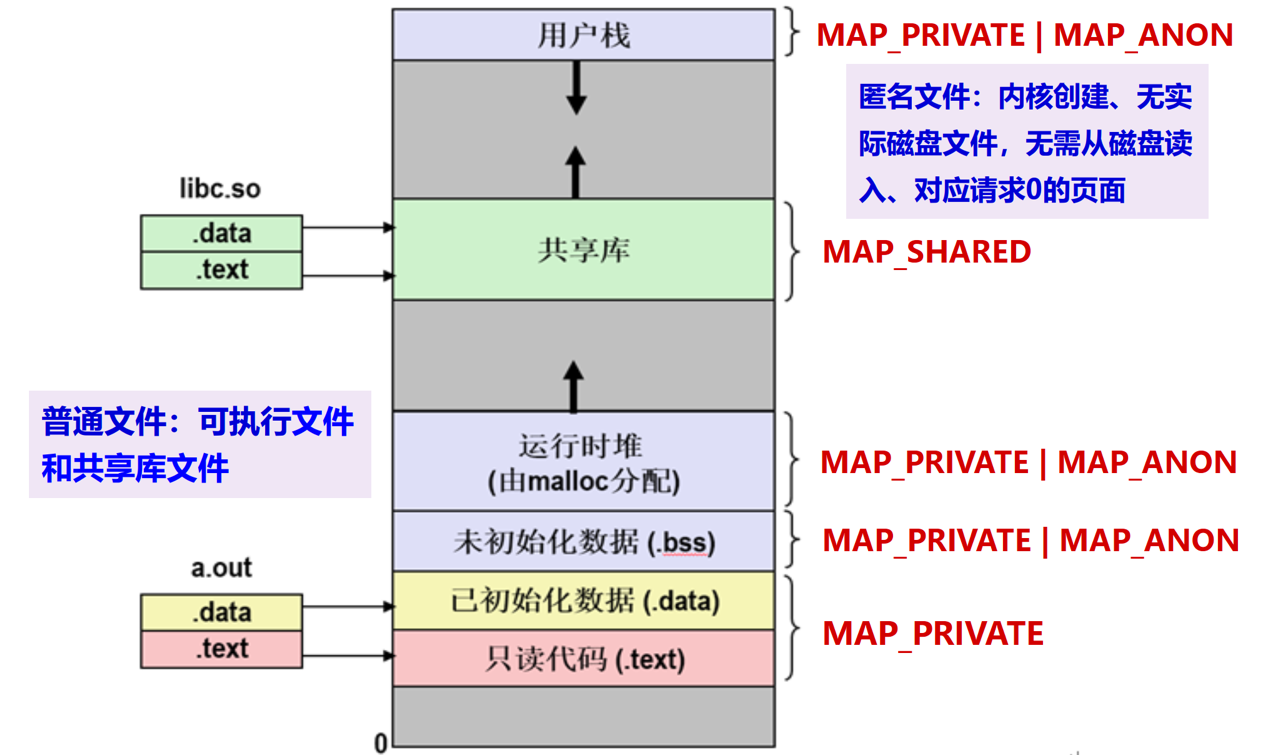 用户栈
MAP_PRIVATE | MAP_ANON
匿名文件：内核创建、无实
际磁盘文件，无需从磁盘读
入、对应请求0的页面
libc.so
.data
.text
共享库
MAP_SHARED
普通文件：可执行文件
和共享库文件
运行时堆
(由malloc分配)
MAP_PRIVATE | MAP_ANON
未初始化数据 (.bss)
MAP_PRIVATE | MAP_ANON
a.out
.data
.text
已初始化数据 (.data)
只读代码 (.text)
MAP_PRIVATE
0